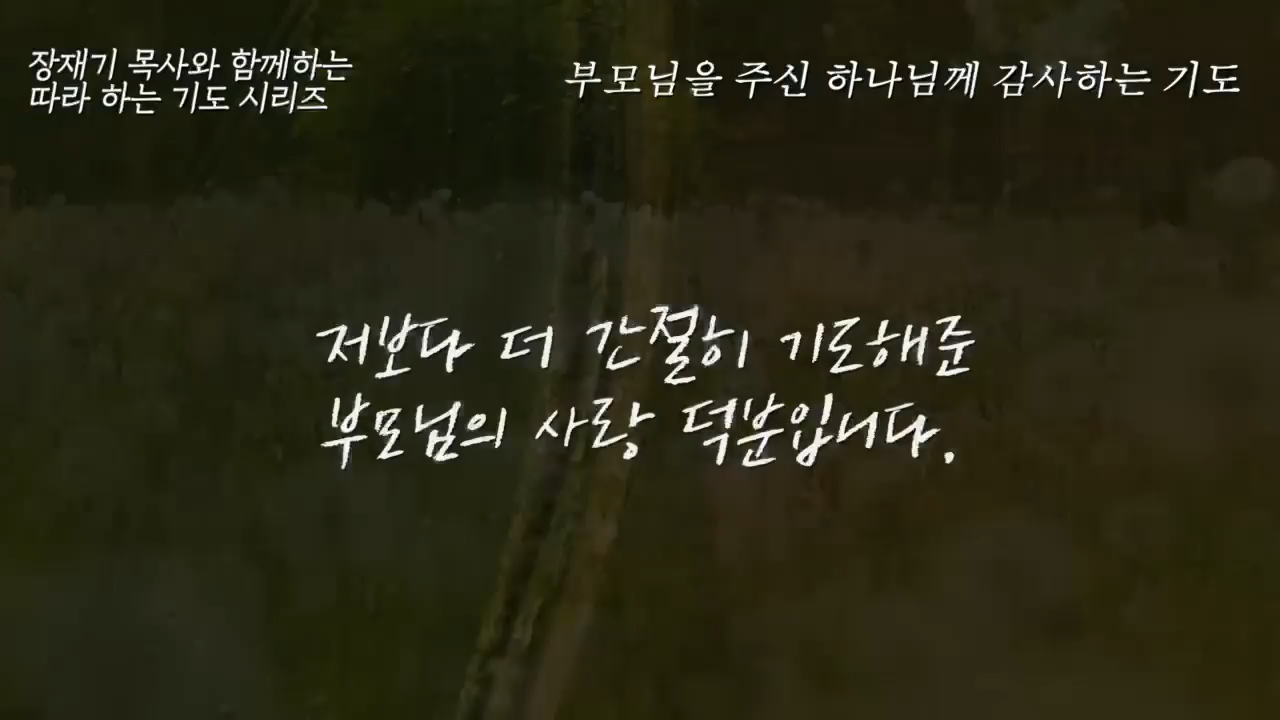 장재기 목사와 함께하는
따라 하는 기도 시리즈
부모님을 주신 하나님께 감사하는 기도
저보다 더 간절히 기도해준
부모님의 사랑 덕분입니다.